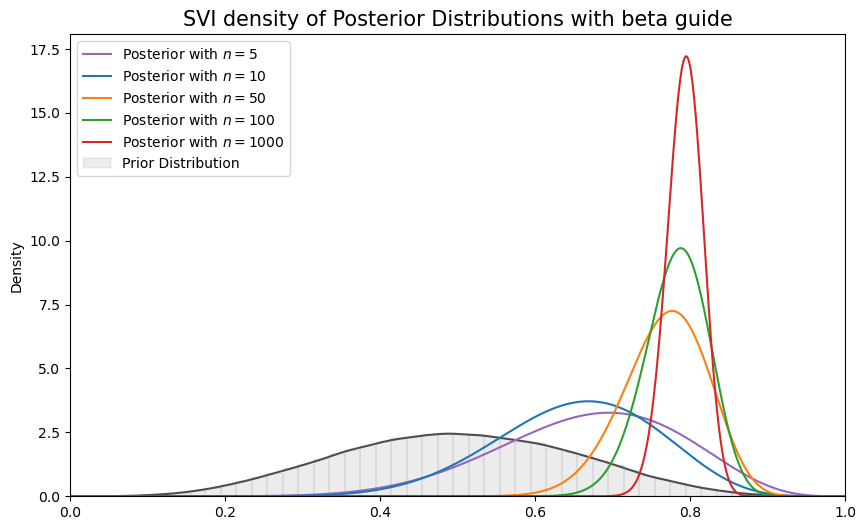 SVI density of Posterior Distributions with beta guide
Posterior with n = 5
Posterior with n = 10
Posterior with n = 50
Posterior with n = 100
Posterior with n = 1000
Prior Distribution
Density
17.5
15.0
12.5
10.0
7.5
5.0
2.5
0.0
0.0 0.2 0.4 0.6 0.8 1.0